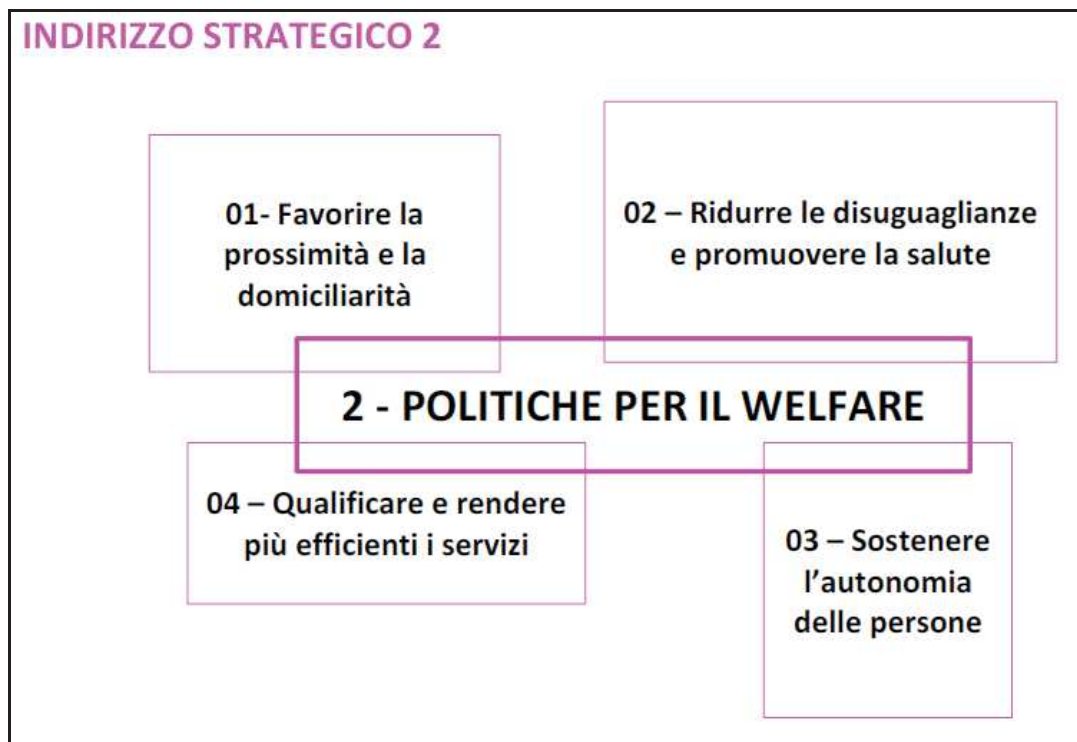 INDIRIZZO STRATEGICO 2
01- Favorire la
prossimità e la
domiciliarità
02 – Ridurre le disuguaglianze
e promuovere la salute
2 - POLITICHE PER IL WELFARE
04 – Qualificare e rendere
più efficienti i servizi
03 – Sostenere
l’autonomia
delle persone